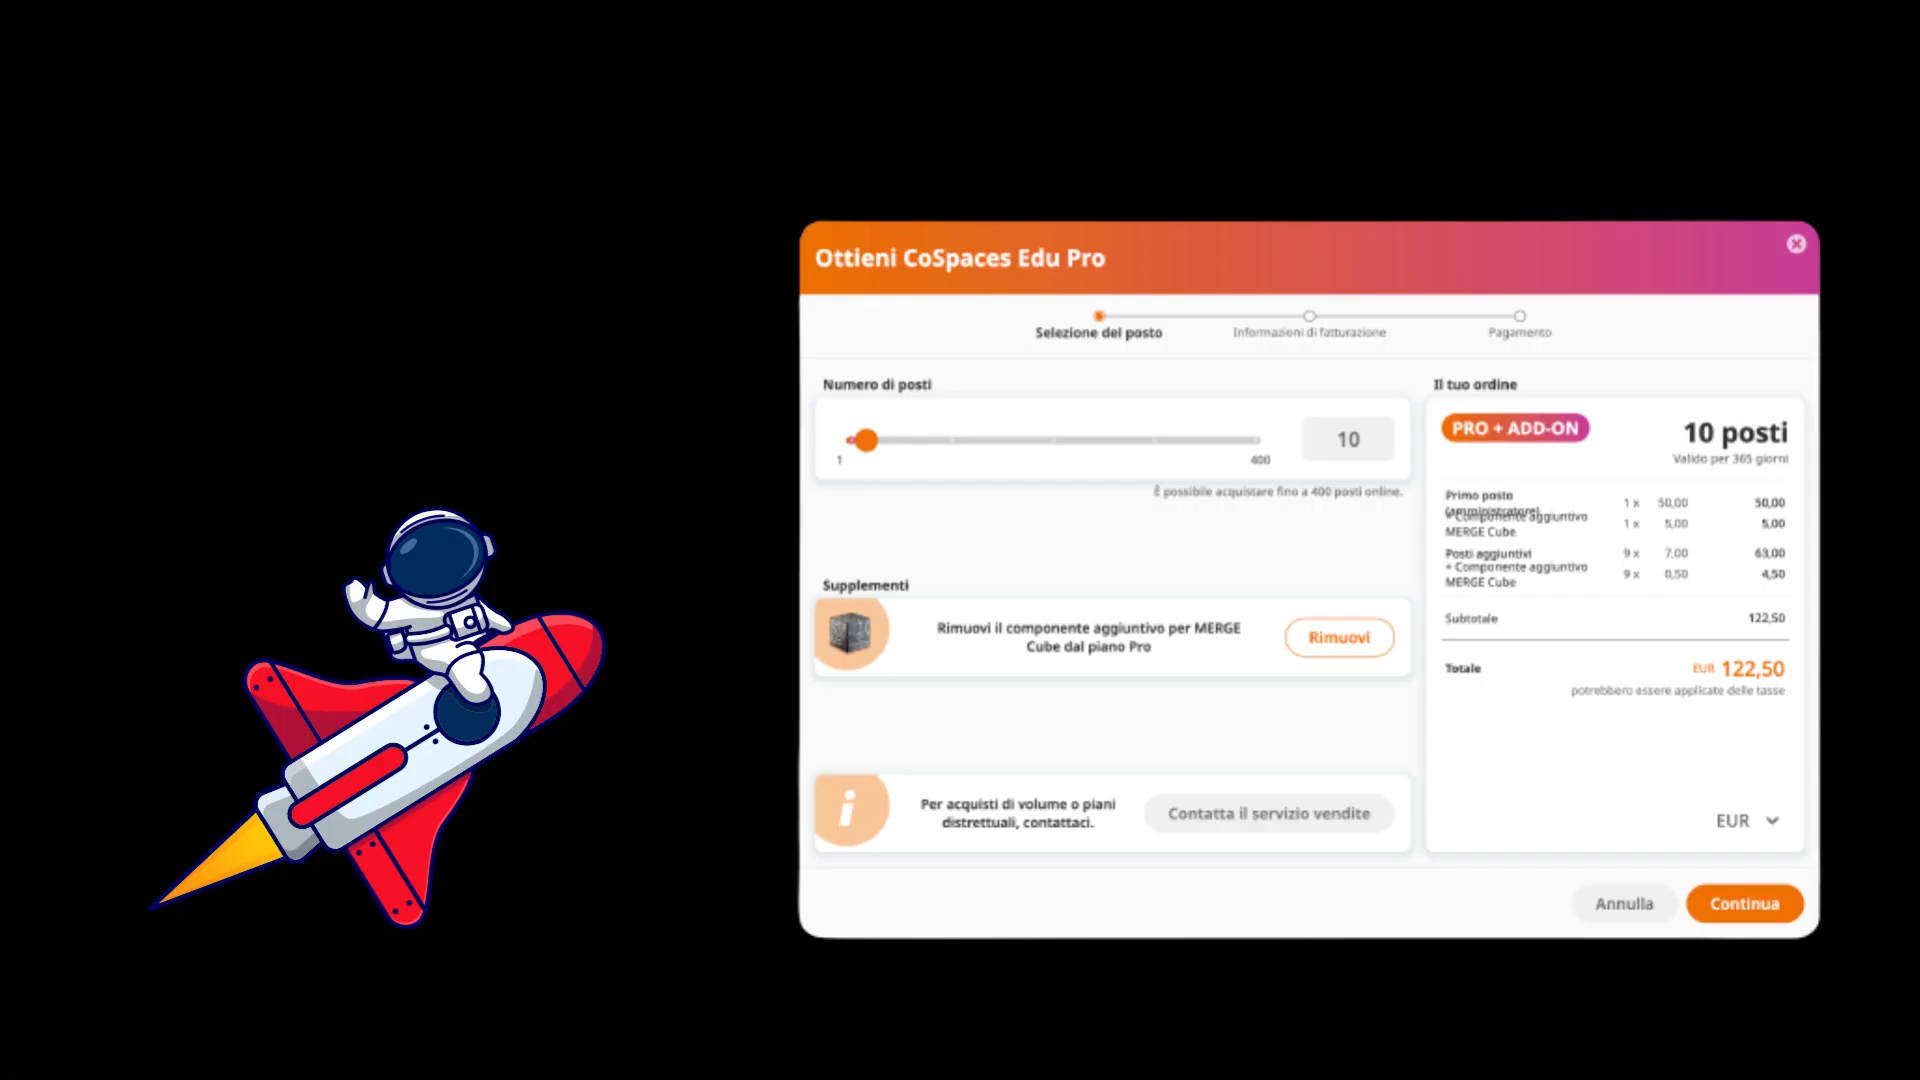 Ottieni CoSpaces Edu Pro
Selezione del posto
Informazioni di fatturazione
Pagamento
Numero di posti
1
400
10
È possibile acquistare fino a 400 posti online.
Supplementi
Rimuovi il componente aggiuntivo per MERGE
Cube dal piano Pro
Rimuovi
i
Per acquisti di volume o piani
distrettuali, contattaci.
Contatta il servizio vendite
Il tuo ordine
PRO + ADD-ON
10 posti
Valido per 365 giorni
Primo posto
(amministratore)
1 x 50,00 50,00
+ Componente aggiuntivo
MERGE Cube
1 x 5,00 5,00
Posti aggiuntivi
9 x 7,00 63,00
+ Componente aggiuntivo
MERGE Cube
9 x 0,50 4,50
Subtotale 122,50
Totale EUR 122,50
potrebbero essere applicate delle tasse
EUR
Annulla
Continua